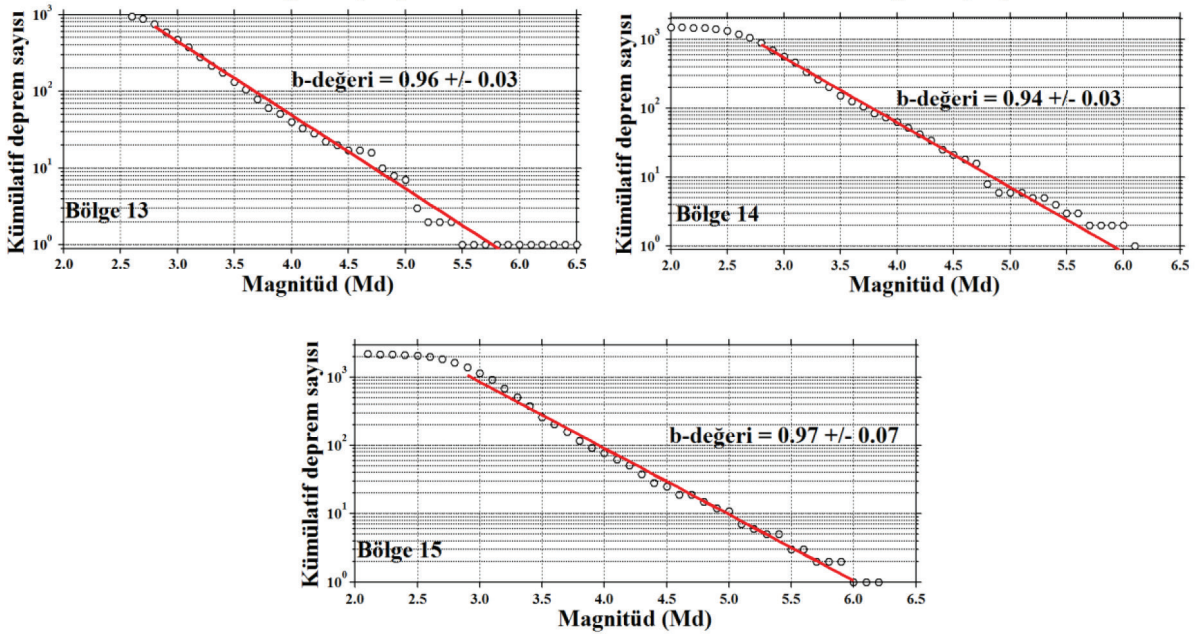 Kümülatif deprem sayısı
10³
10²
10¹
10⁰
b-değeri = 0.96 +/- 0.03
Bölge 13
2.0 2.5 3.0 3.5 4.0 4.5 5.0 5.5 6.0 6.5
Magnitüd (Md)
Kümülatif deprem sayısı
10³
10²
10¹
10⁰
b-değeri = 0.94 +/- 0.03
Bölge 14
2.0 2.5 3.0 3.5 4.0 4.5 5.0 5.5 6.0 6.5
Magnitüd (Md)
Kümülatif deprem sayısı
10³
10²
10¹
10⁰
b-değeri = 0.97 +/- 0.07
Bölge 15
2.0 2.5 3.0 3.5 4.0 4.5 5.0 5.5 6.0 6.5
Magnitüd (Md)